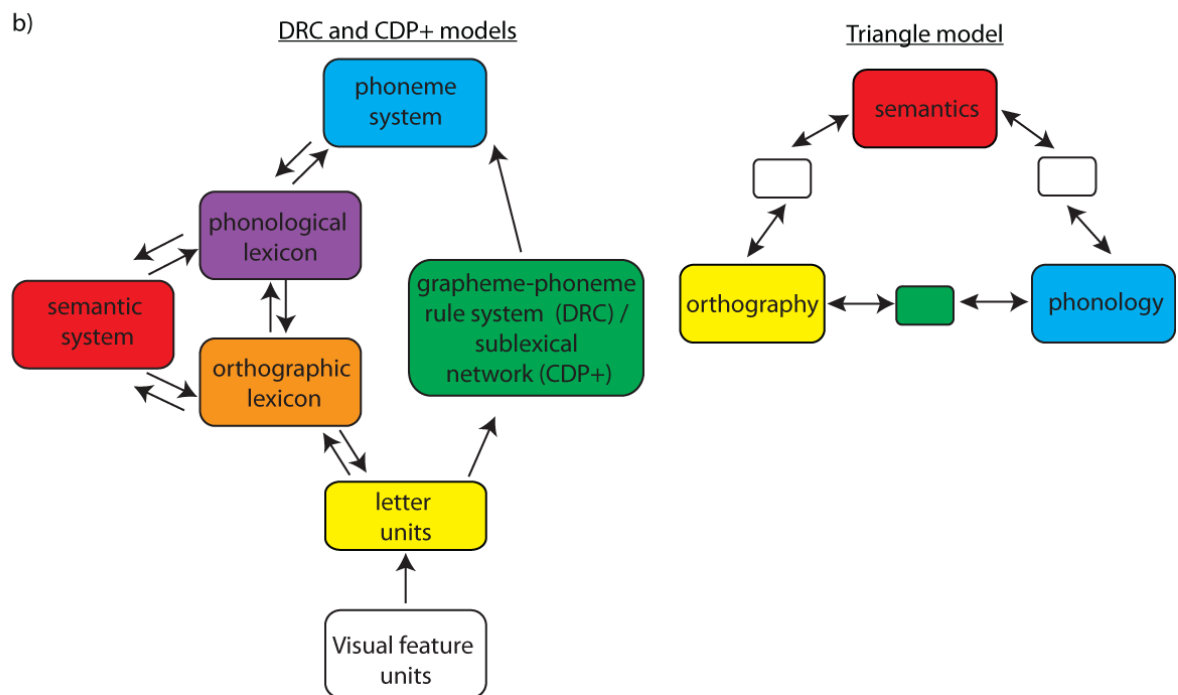 b)
DRC and CDP+ models
phoneme
system
phonological
lexicon
semantic
system
orthographic
lexicon
grapheme-phoneme
rule system (DRC) /
sublexical
network (CDP+)
letter
units
Visual feature
units
Triangle model
semantics
orthography
phonology